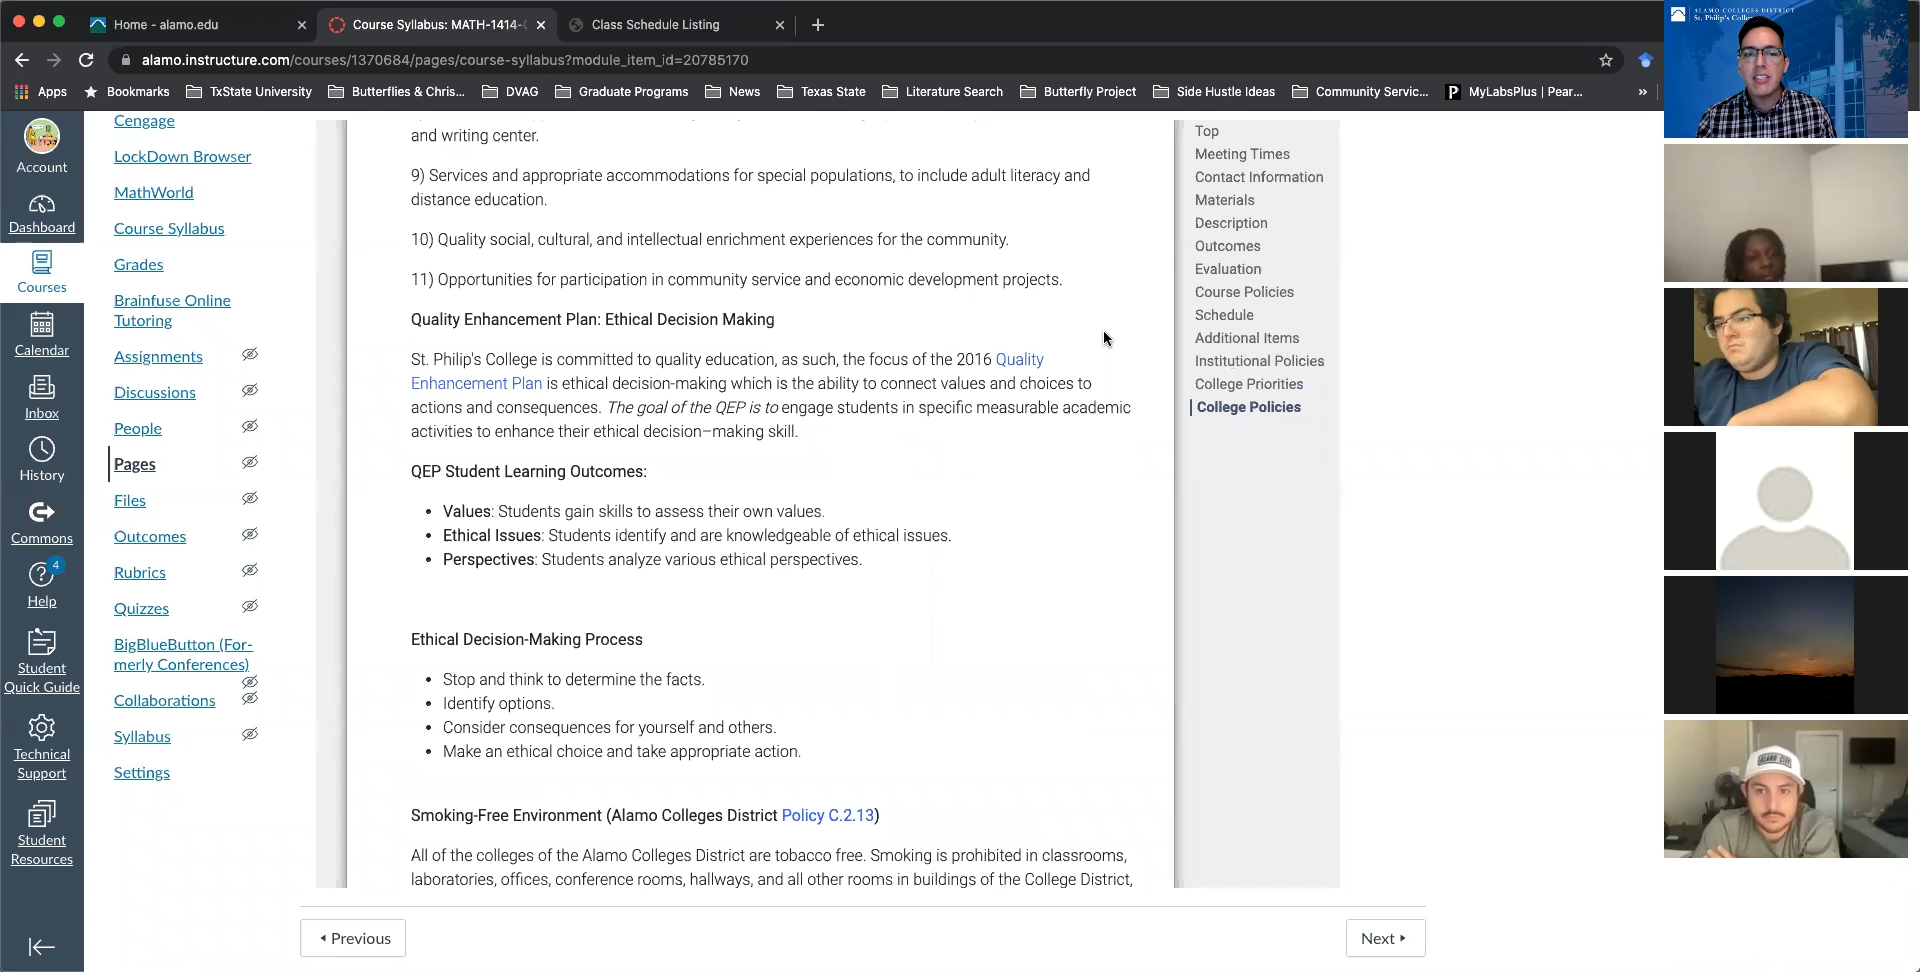 Home - alamo.edu
Course Syllabus: MATH-1414-
Class Schedule Listing
alamo.instructure.com/courses/1370684/pages/course-syllabus?module_item_id=20785170
Apps
Bookmarks
TxState University
Butterflies & Chris...
DVAG
Graduate Programs
News
Texas State
Literature Search
Butterfly Project
Side Hustle Ideas
Community Servic...
MyLabsPlus | Pear...
»
ALAMO COLLEGES DISTRICT
St. Philip's
Account
Dashboard
Courses
Calendar
Inbox
History
Commons
4
Help
Student
Quick Guide
Technical
Support
Student
Resources
Cengage
LockDown Browser
MathWorld
Course Syllabus
Grades
Brainfuse Online
Tutoring
Assignments
Discussions
People
Pages
Files
Outcomes
Rubrics
Quizzes
BigBlueButton (For-
merly Conferences)
Collaborations
Syllabus
Settings
and writing center.
9) Services and appropriate accommodations for special populations, to include adult literacy and
distance education.
10) Quality social, cultural, and intellectual enrichment experiences for the community.
11) Opportunities for participation in community service and economic development projects.
Quality Enhancement Plan: Ethical Decision Making
St. Philip's College is committed to quality education, as such, the focus of the 2016 Quality
Enhancement Plan is ethical decision-making which is the ability to connect values and choices to
actions and consequences. The goal of the QEP is to engage students in specific measurable academic
activities to enhance their ethical decision–making skill.
QEP Student Learning Outcomes:
• Values: Students gain skills to assess their own values.
• Ethical Issues: Students identify and are knowledgeable of ethical issues.
• Perspectives: Students analyze various ethical perspectives.
Ethical Decision-Making Process
• Stop and think to determine the facts.
• Identify options.
• Consider consequences for yourself and others.
• Make an ethical choice and take appropriate action.
Smoking-Free Environment (Alamo Colleges District Policy C.2.13)
All of the colleges of the Alamo Colleges District are tobacco free. Smoking is prohibited in classrooms,
laboratories, offices, conference rooms, hallways, and all other rooms in buildings of the College District,
Top
Meeting Times
Contact Information
Materials
Description
Outcomes
Evaluation
Course Policies
Schedule
Additional Items
Institutional Policies
College Priorities
College Policies
Previous
Next